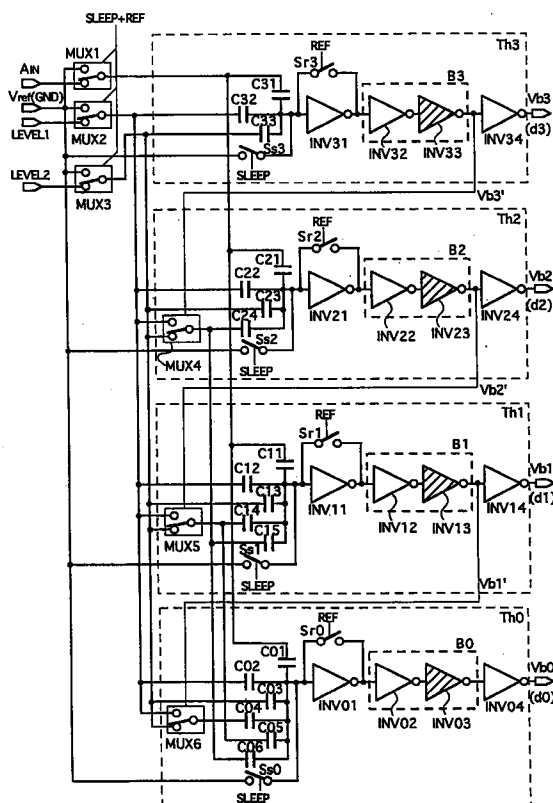 SLEEP+REF
MUX1
AIN
Vref(GND)
MUX2
LEVEL1
LEVEL2
MUX3
Th3
REF
Sr3
C31
C32
C33
Ss3
SLEEP
INV31
B3
INV32
INV33
INV34
Vb3
(d3)
Vb3'
Th2
REF
Sr2
C21
C22
C23
C24
Ss2
SLEEP
MUX4
INV21
B2
INV22
INV23
INV24
Vb2
(d2)
Vb2'
Th1
REF
Sr1
C11
C12
C13
C14
C15
Ss1
SLEEP
MUX5
INV11
B1
INV12
INV13
INV14
Vb1
(d1)
Vb1'
Th0
REF
Sr0
C01
C02
C03
C04
C05
C06
Ss0
SLEEP
MUX6
INV01
B0
INV02
INV03
INV04
Vb0
(d0)